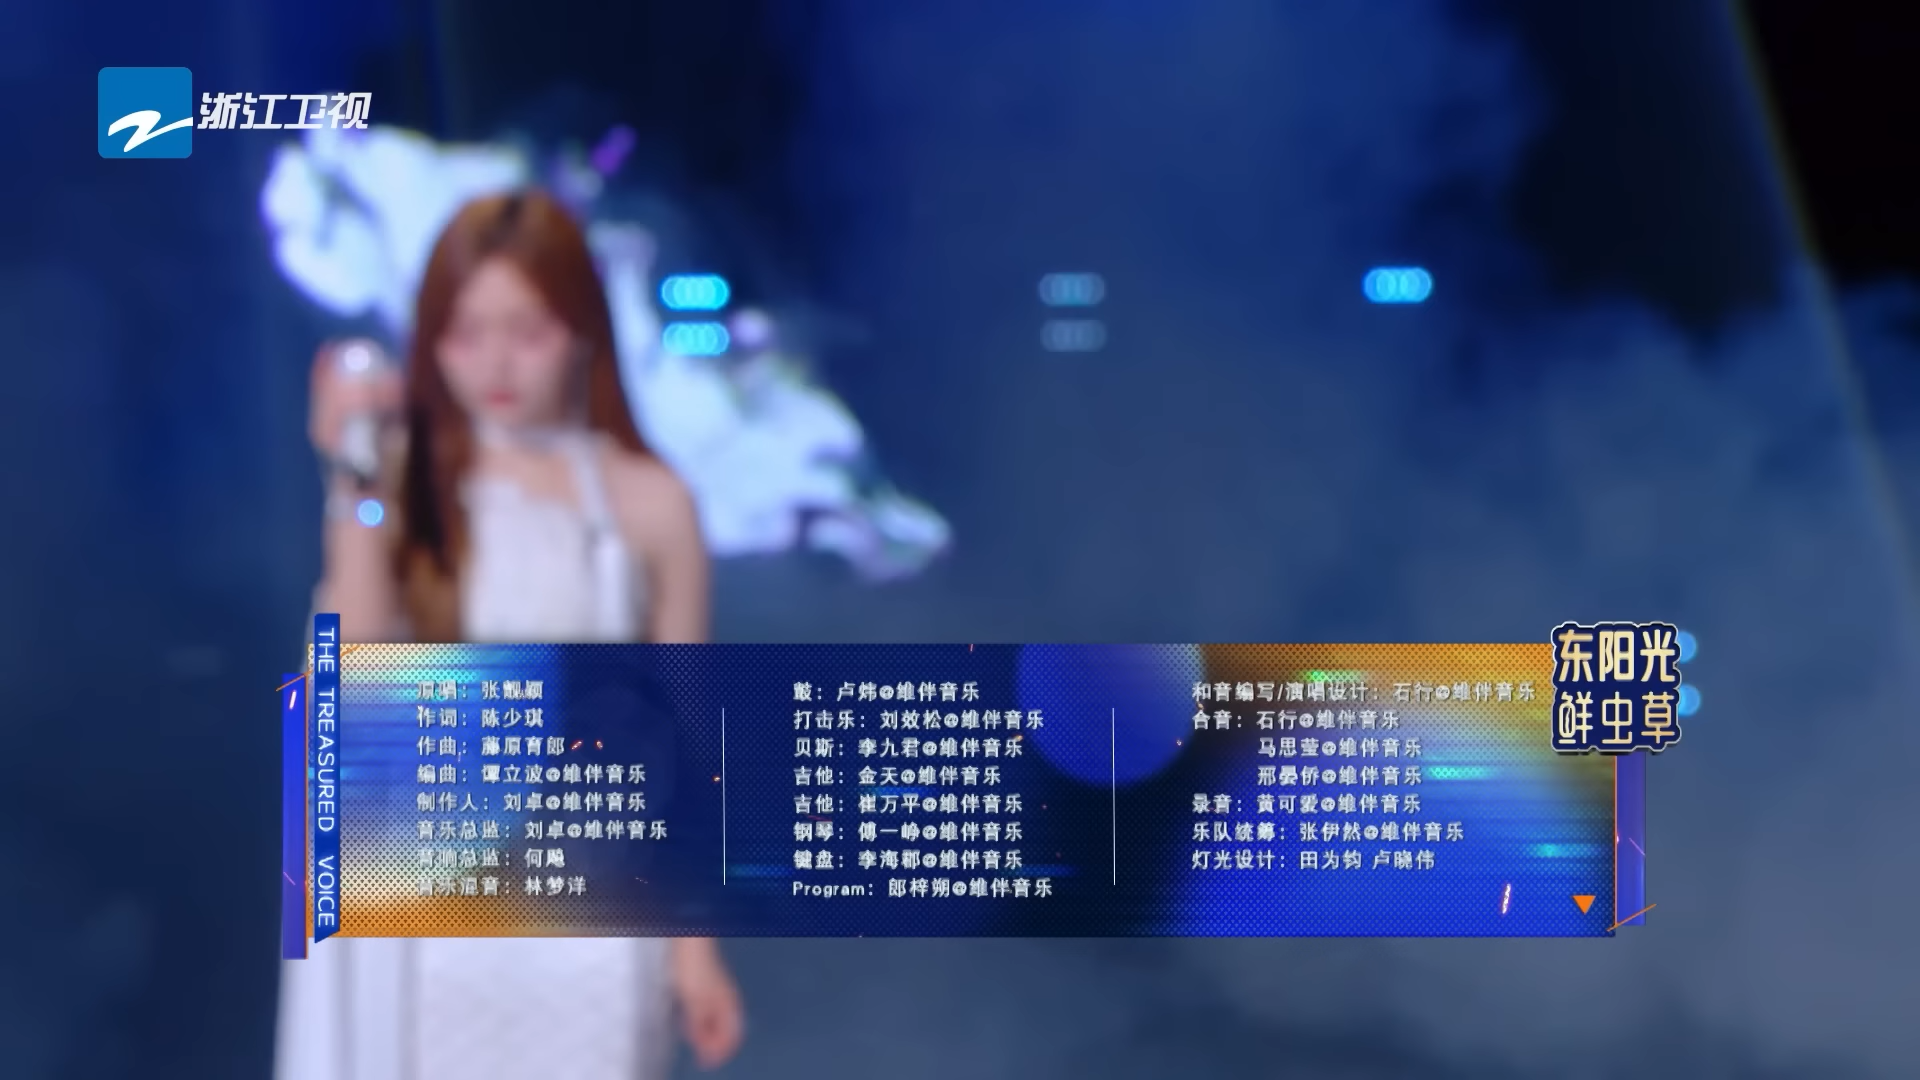 浙江卫视
THE TREASURED VOICE
原唱：张靓颖
作词：陈少琪
作曲：藤原育郎
编曲：谭立波@维伴音乐
制作人：刘卓@维伴音乐
音乐总监：刘卓@维伴音乐
音响总监：何飚
音乐混音：林梦洋
鼓：卢炜@维伴音乐
打击乐：刘效松@维伴音乐
贝斯：李九君@维伴音乐
吉他：金天@维伴音乐
吉他：崔万平@维伴音乐
钢琴：傅一峥@维伴音乐
键盘：李海郡@维伴音乐
Program：郎梓朔@维伴音乐
和音编写/演唱设计：石行@维伴音乐
合音：石行@维伴音乐
马思莹@维伴音乐
邢晏侨@维伴音乐
录音：黄可爱@维伴音乐
乐队统筹：张伊然@维伴音乐
灯光设计：田为钧 卢晓伟
东阳光
鲜虫草